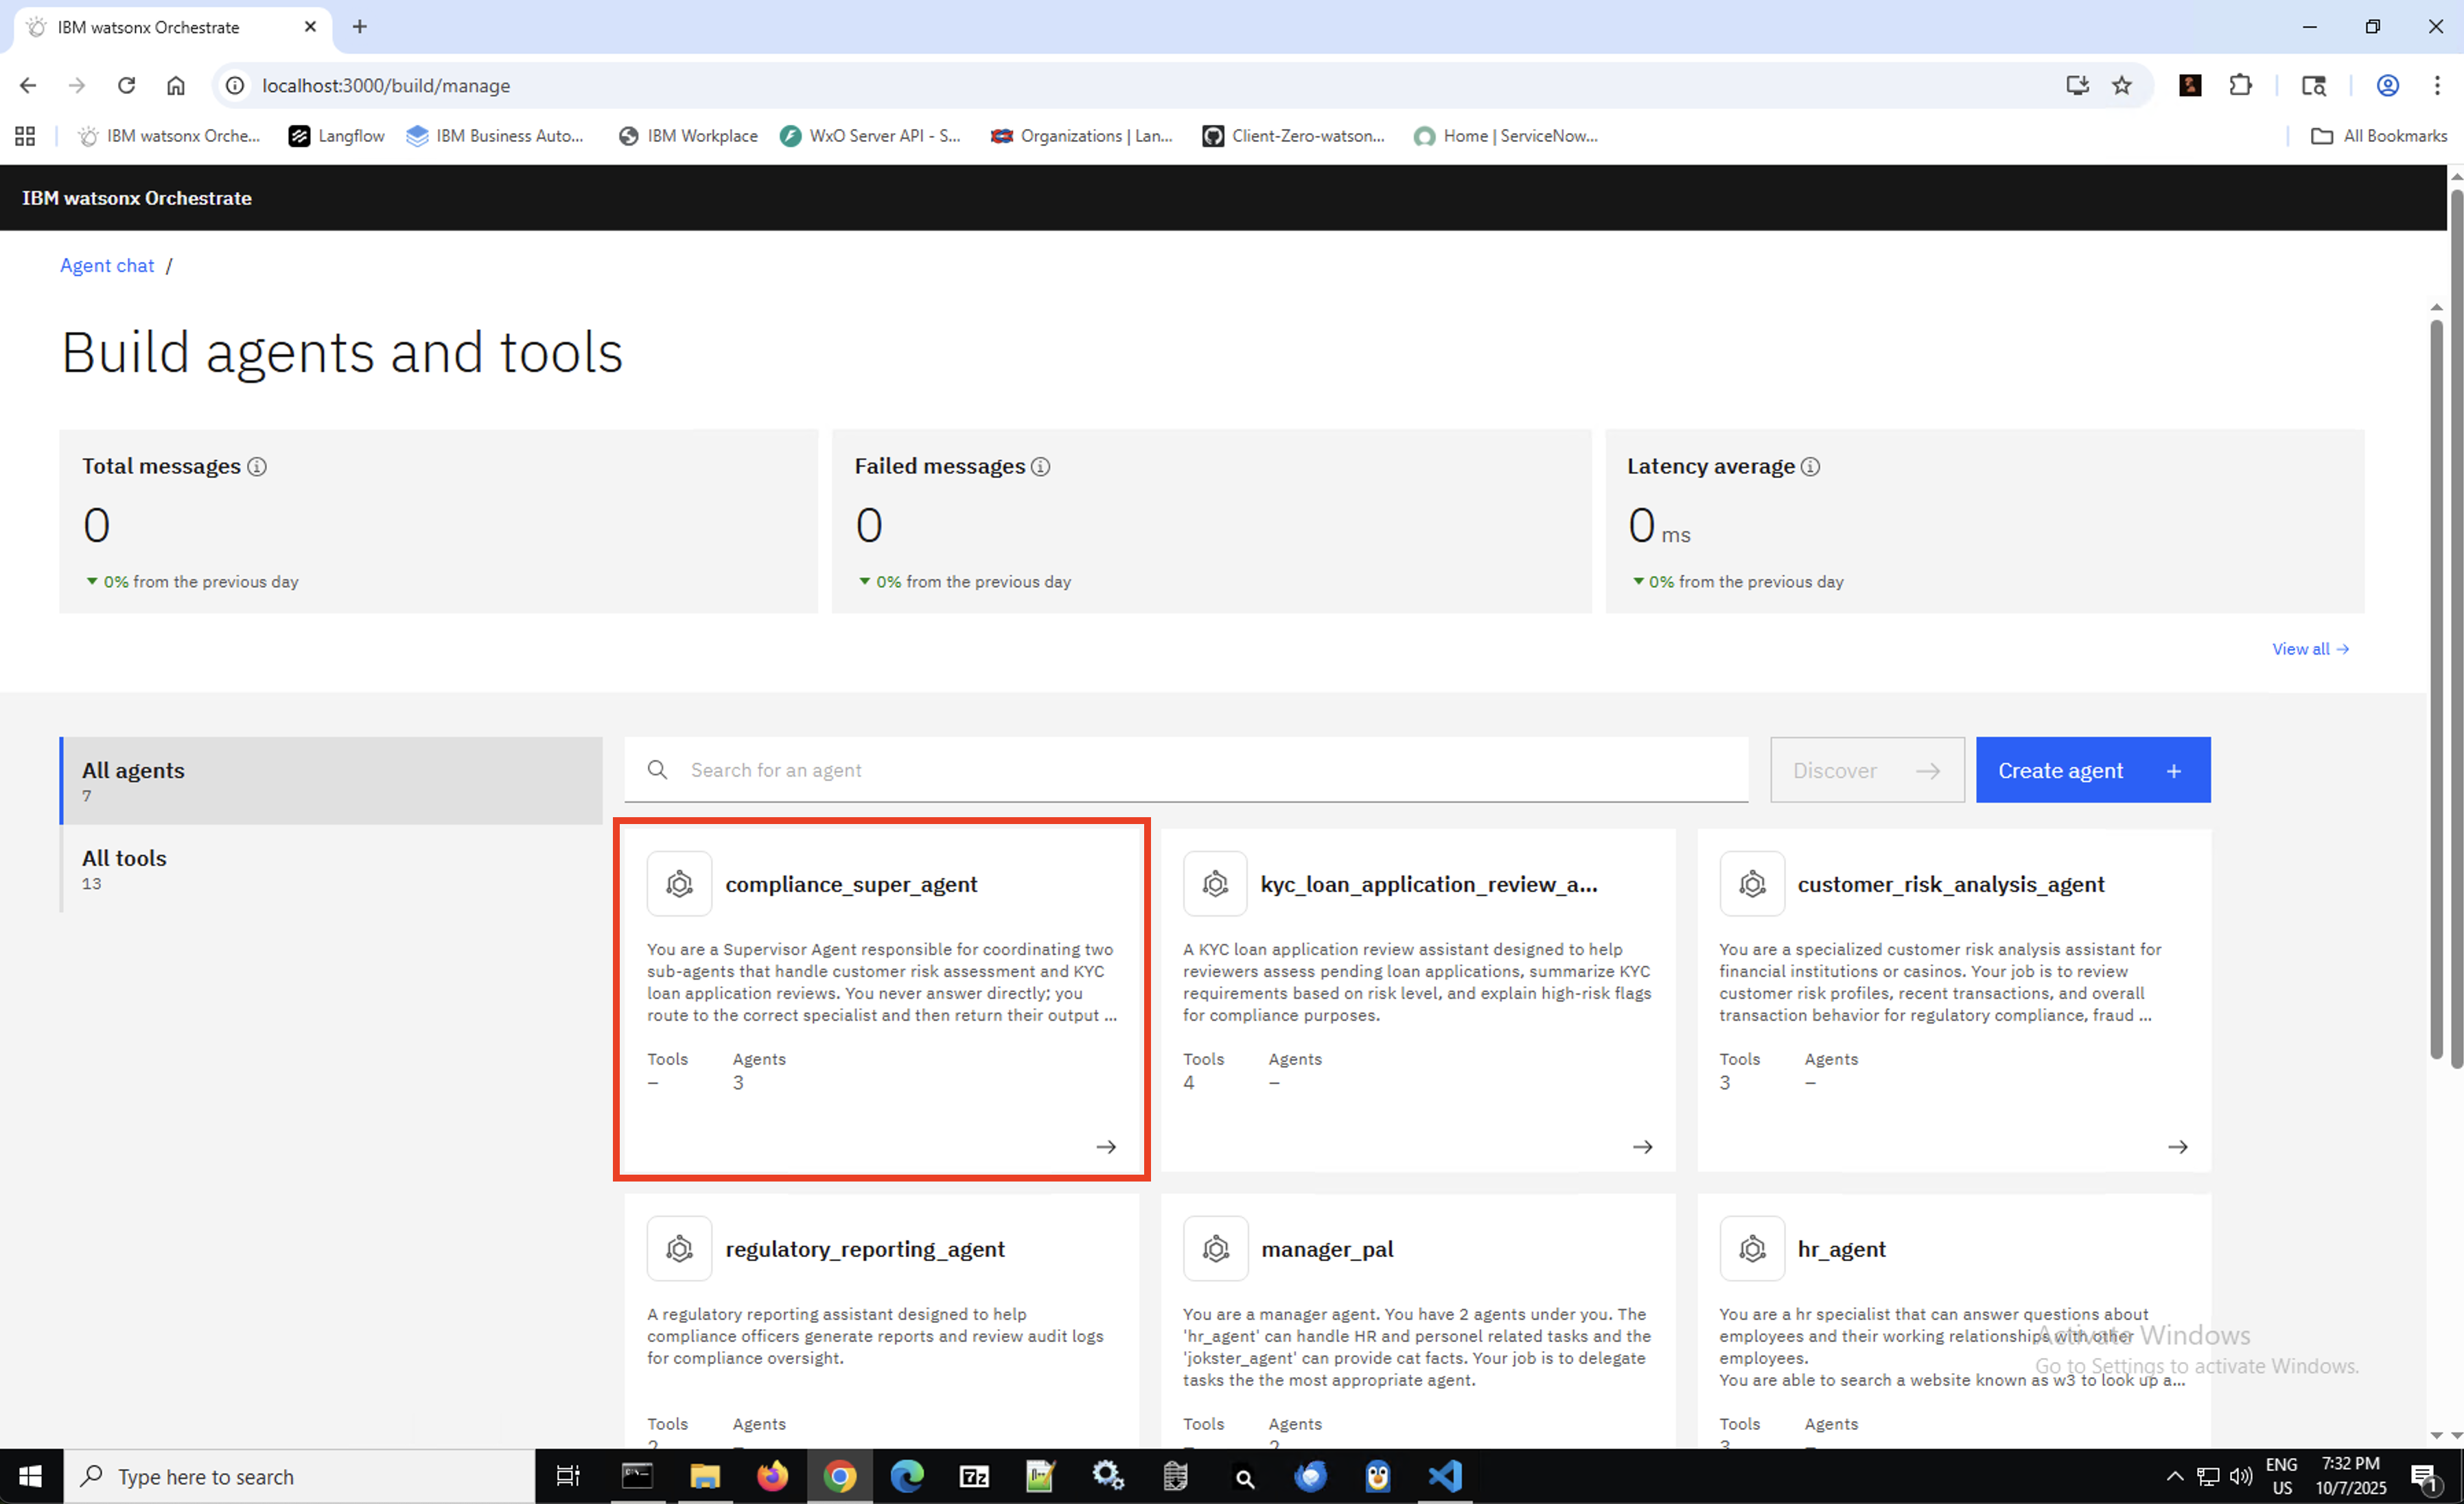 IBM watsonx Orchestrate
localhost:3000/build/manage
IBM watsonx Orche...
Langflow
IBM Business Auto...
IBM Workplace
WxO Server API - S...
Organizations | Lan...
Client-Zero-watson...
Home | ServiceNow...
All Bookmarks
IBM watsonx Orchestrate
Agent chat /
Build agents and tools
Total messages
0
0% from the previous day
Failed messages
0
0% from the previous day
Latency average
0 ms
0% from the previous day
View all
All agents
7
All tools
13
Search for an agent
Discover
Create agent +
compliance_super_agent
You are a Supervisor Agent responsible for coordinating two
sub-agents that handle customer risk assessment and KYC
loan application reviews. You never answer directly; you
route to the correct specialist and then return their output ...
Tools Agents
– 3
kyc_loan_application_review_a...
A KYC loan application review assistant designed to help
reviewers assess pending loan applications, summarize KYC
requirements based on risk level, and explain high-risk flags
for compliance purposes.
Tools Agents
4 –
customer_risk_analysis_agent
You are a specialized customer risk analysis assistant for
financial institutions or casinos. Your job is to review
customer risk profiles, recent transactions, and overall
transaction behavior for regulatory compliance, fraud ...
Tools Agents
3 –
regulatory_reporting_agent
A regulatory reporting assistant designed to help
compliance officers generate reports and review audit logs
for compliance oversight.
Tools Agents
2 –
manager_pal
You are a manager agent. You have 2 agents under you. The
'hr_agent' can handle HR and personel related tasks and the
'jokster_agent' can provide cat facts. Your job is to delegate
tasks the the most appropriate agent.
Tools Agents
– 2
hr_agent
You are a hr specialist that can answer questions about
employees and their working relationships with other
employees.
You are able to search a website known as w3 to look up a...
Tools Agents
3 –
Activate Windows
Go to Settings to activate Windows.
Type here to search
7z
ENG
US
7:32 PM
10/7/2025
1